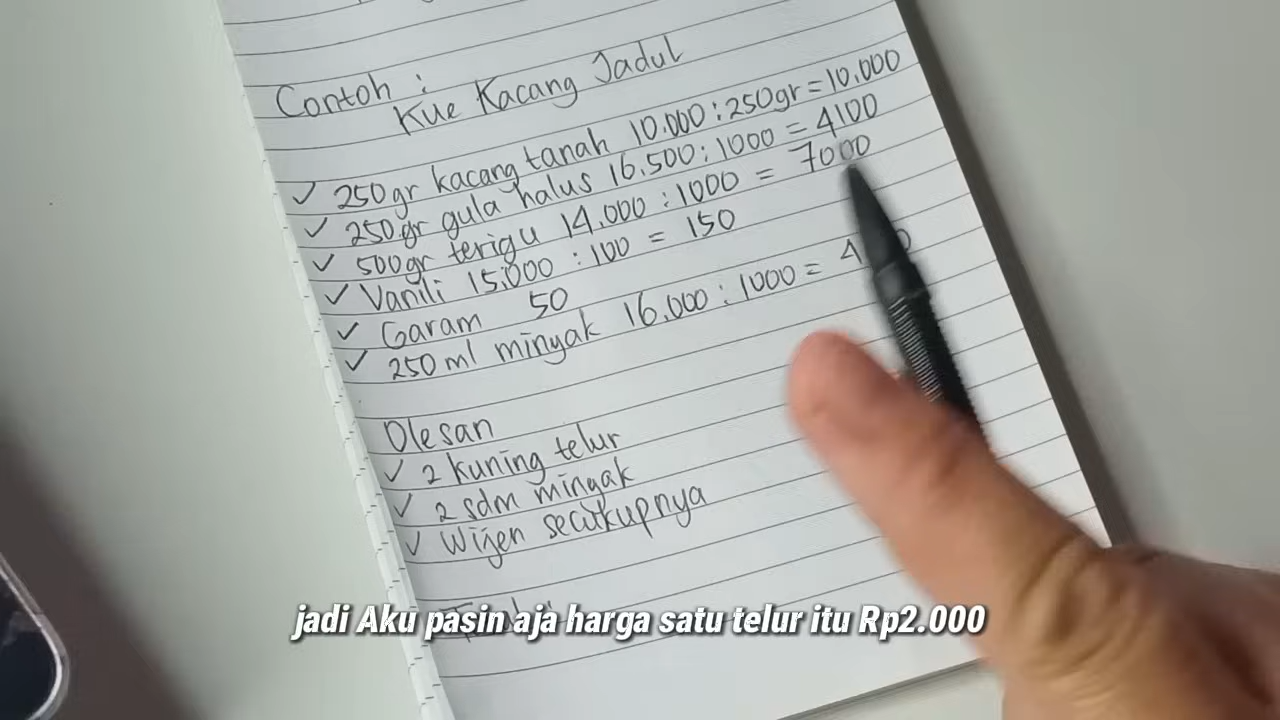 Contoh :
Kue Kacang Jadul
✓ 250gr kacang tanah 10.000 : 250gr = 10.000
✓ 250gr gula halus 16.500 : 1000 = 4100
✓ 500gr terigu 14.000 : 1000 = 7000
✓ Vanili 15.000 : 100 = 150
✓ Garam 50
✓ 250 ml minyak 16.000 : 1000 =
Olesan
✓ 2 kuning telur
✓ 2 sdm minyak
✓ Wijen secukupnya
jadi Aku pasin aja harga satu telur itu Rp2.000